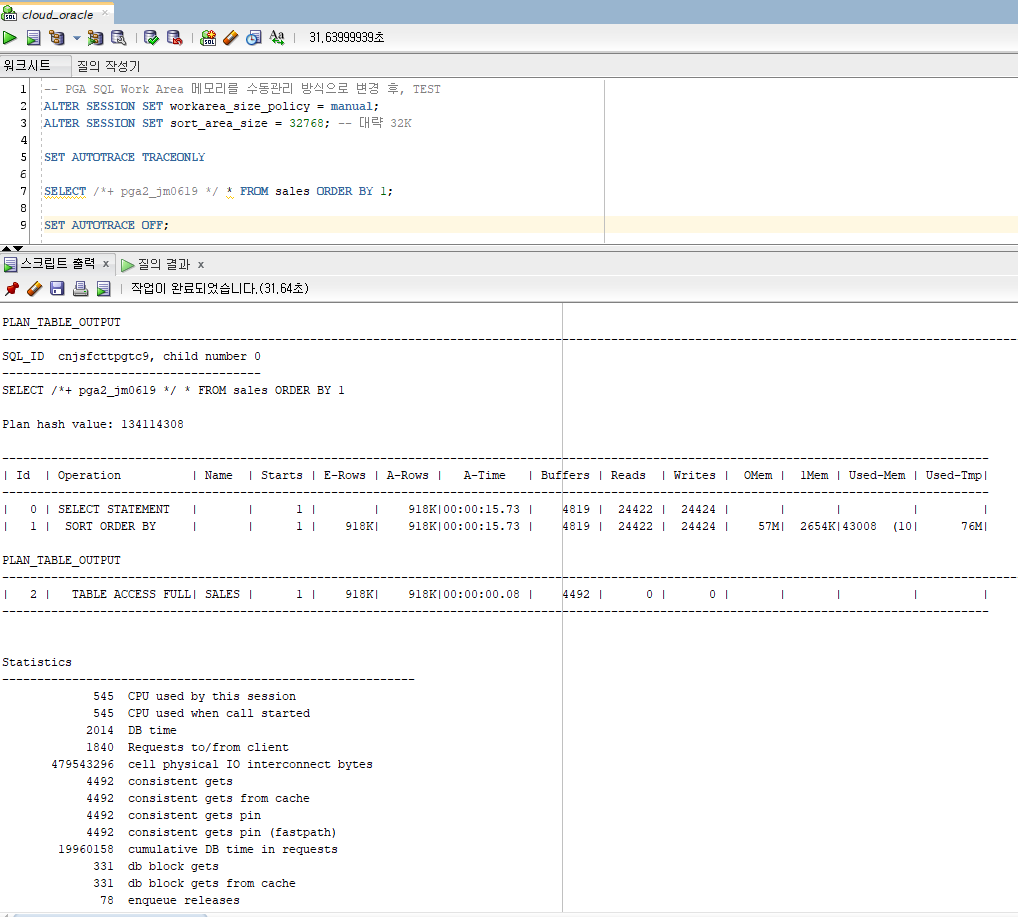 cloud_oracle
31,63999939초
워크시트 질의 작성기
1 -- PGA SQL Work Area 메모리를 수동관리 방식으로 변경 후, TEST
2 ALTER SESSION SET workarea_size_policy = manual;
3 ALTER SESSION SET sort_area_size = 32768; -- 대략 32K
4
5 SET AUTOTRACE TRACEONLY
6
7 SELECT /*+ pga2_jm0619 */ * FROM sales ORDER BY 1;
8
9 SET AUTOTRACE OFF;
스크립트 출력 x 질의 결과 x
작업이 완료되었습니다.(31,64초)
PLAN_TABLE_OUTPUT
--------------------------------------------------------------------------------
SQL_ID  cnjsfcttpgtc9, child number 0
-------------------------------------
SELECT /*+ pga2_jm0619 */ * FROM sales ORDER BY 1
Plan hash value: 134114308
--------------------------------------------------------------------------------
| Id  | Operation          | Name  | Starts | E-Rows | A-Rows |   A-Time   | Buffers | Reads  | Writes |  OMem |  1Mem | Used-Mem | Used-Tmp|
--------------------------------------------------------------------------------
|   0 | SELECT STATEMENT   |       |      1 |        |    918K|00:00:15.73 |    4819 |  24422 |  24424 |       |       |          |         |
|   1 |  SORT ORDER BY     |       |      1 |    918K|    918K|00:00:15.73 |    4819 |  24422 |  24424 |    57M|  2654K|43008  (10|      76M|
PLAN_TABLE_OUTPUT
--------------------------------------------------------------------------------
|   2 |   TABLE ACCESS FULL| SALES |      1 |    918K|    918K|00:00:00.08 |    4492 |      0 |      0 |       |       |          |         |
--------------------------------------------------------------------------------
Statistics
-----------------------------------------------------------
545  CPU used by this session
545  CPU used when call started
2014  DB time
1840  Requests to/from client
479543296  cell physical IO interconnect bytes
4492  consistent gets
4492  consistent gets from cache
4492  consistent gets pin
4492  consistent gets pin (fastpath)
19960158  cumulative DB time in requests
331  db block gets
331  db block gets from cache
78  enqueue releases